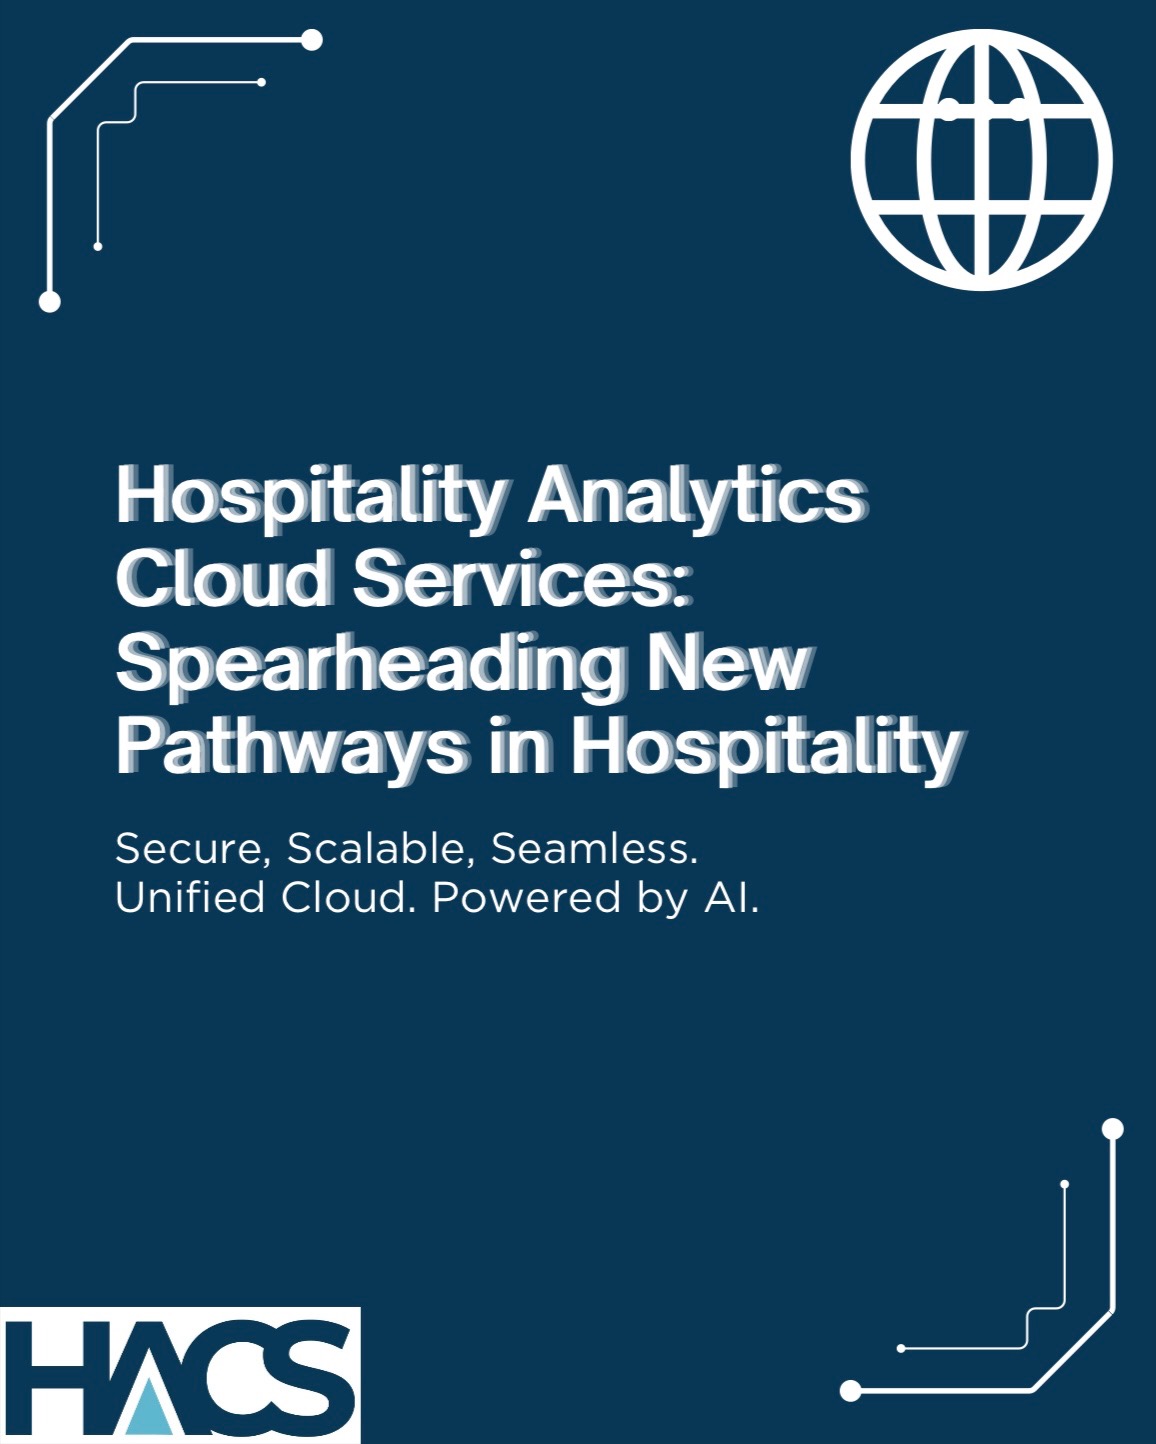 Hospitality Analytics
Cloud Services:
Spearheading New
Pathways in Hospitality
Secure, Scalable, Seamless.
Unified Cloud. Powered by AI.
HACS